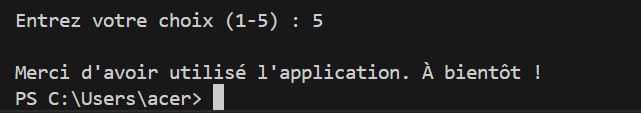 Entrez votre choix (1-5) : 5
Merci d'avoir utilisé l'application. À bientôt !
PS C:\Users\acer>